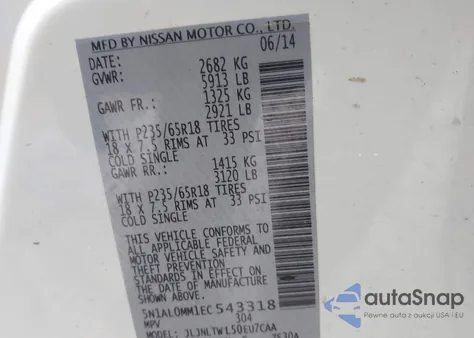 MFD BY NISSAN MOTOR CO., LTD.
DATE: 06/14
GVWR: 2682 KG
5913 LB
GAWR FR.: 1325 KG
2921 LB
WITH P235/65R18 TIRES
18 X 7.5 RIMS AT 33 PSI
COLD SINGLE
GAWR RR.: 1415 KG
3120 LB
WITH P235/65R18 TIRES
18 X 7.5 RIMS AT 33 PSI
COLD SINGLE
THIS VEHICLE CONFORMS TO
ALL APPLICABLE FEDERAL
MOTOR VEHICLE SAFETY AND
THEFT PREVENTION
STANDARDS IN EFFECT ON
THE DATE OF MANUFACTURE
SHOWN ABOVE.
5N1AL0MM1EC543318
MPV 304
MODEL: JLJNLTWL50EU7CAA
autoSnap
Autoaukcje z USA i EU